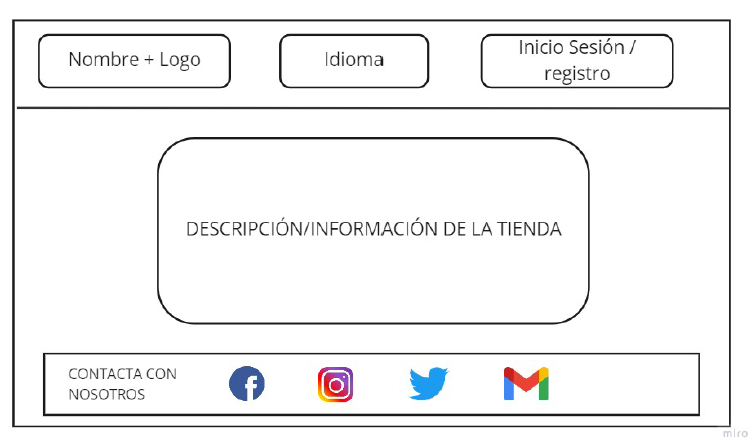 Nombre + Logo
Idioma
Inicio Sesión /
registro
DESCRIPCIÓN/INFORMACIÓN DE LA TIENDA
CONTACTA CON
NOSOTROS
miro